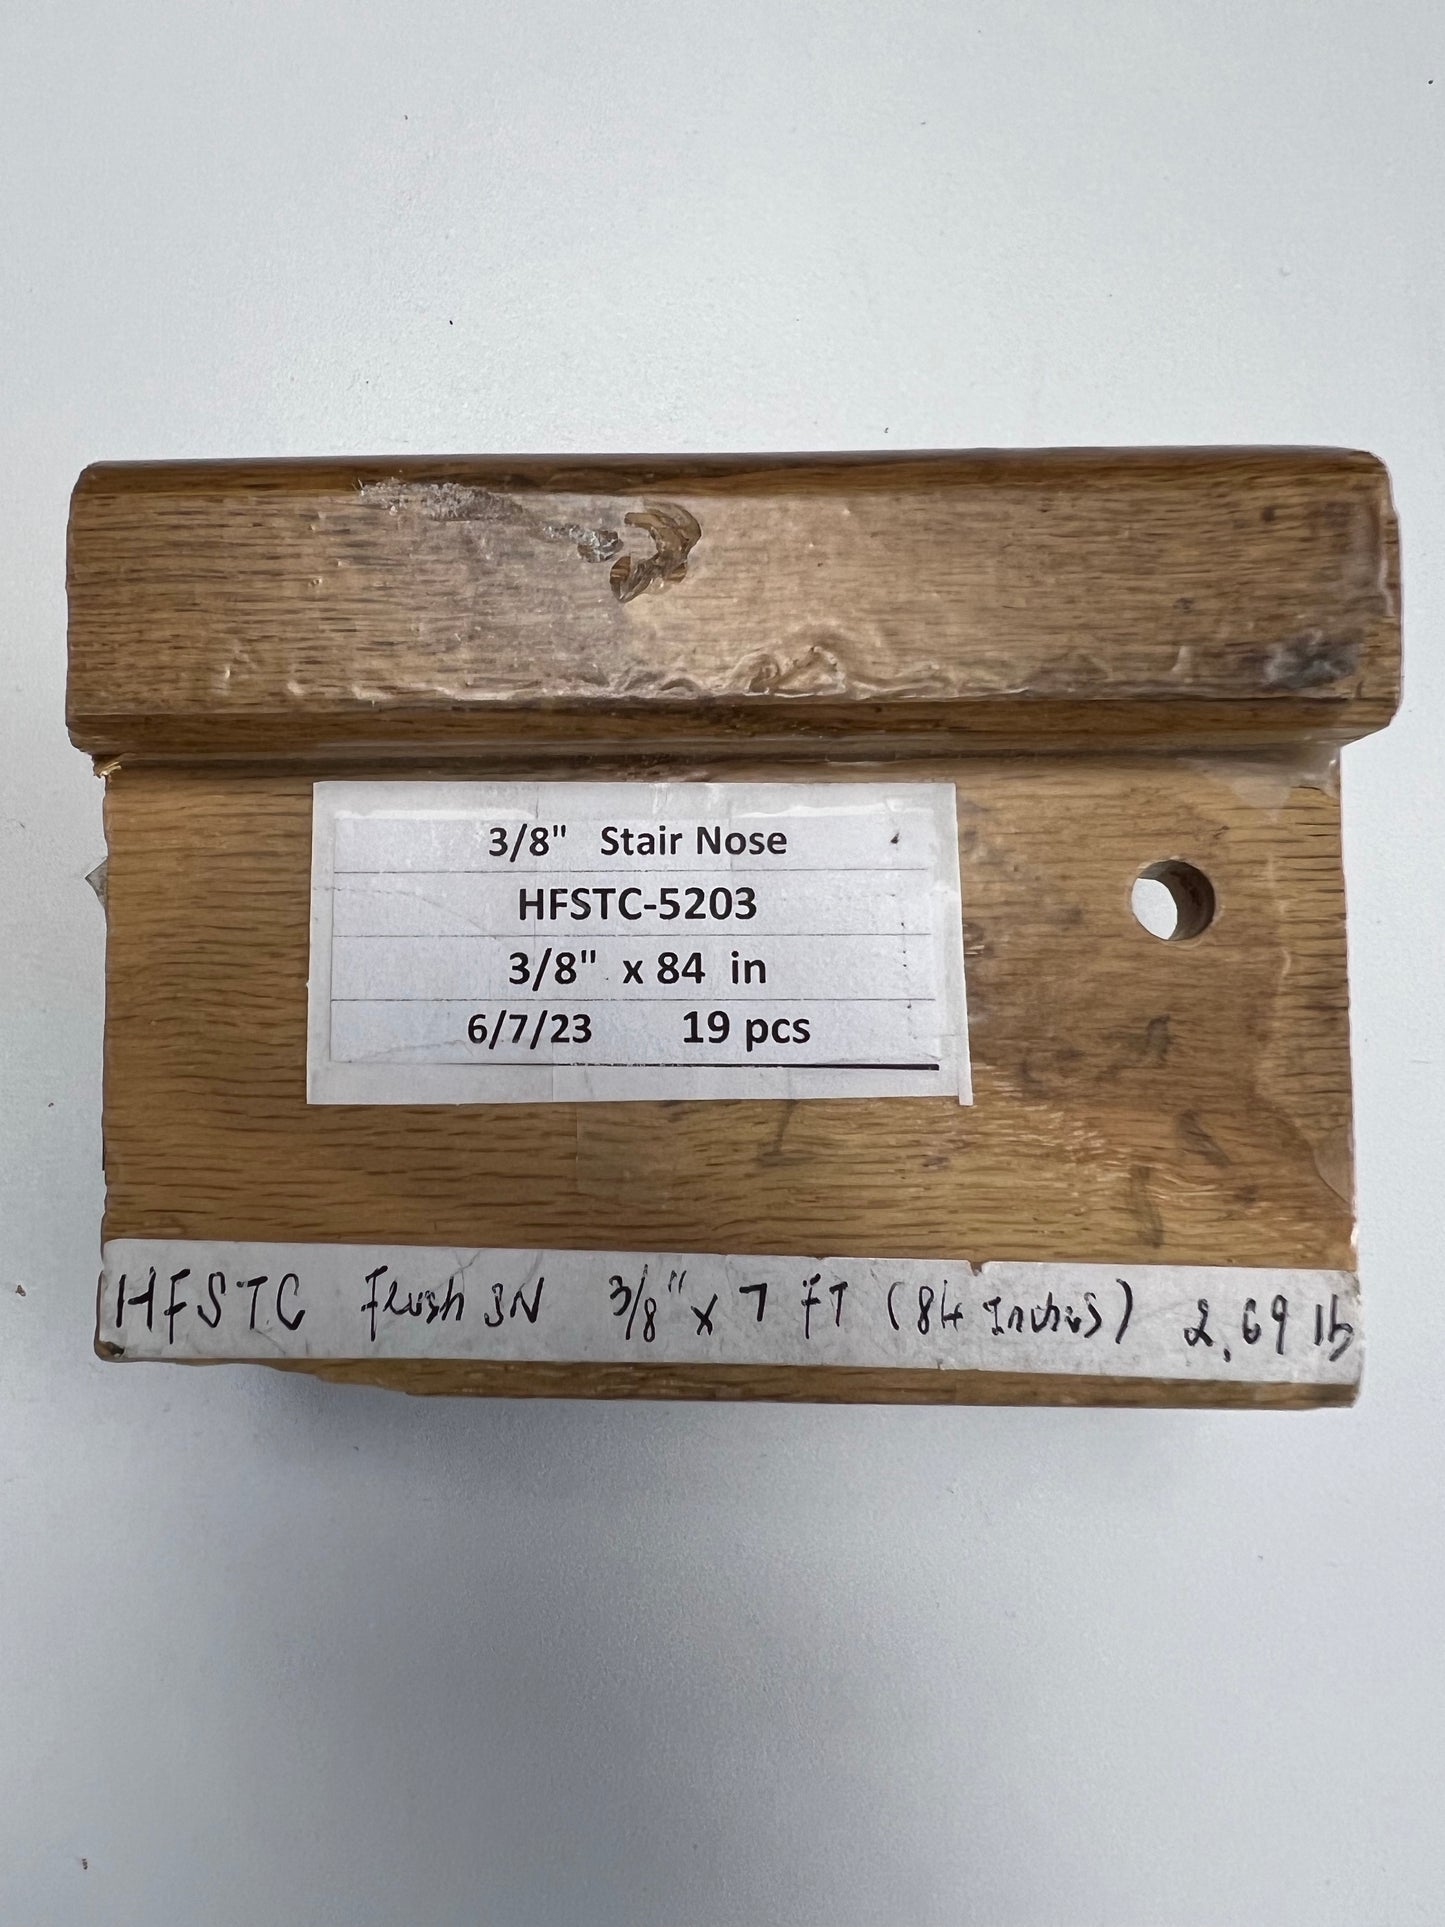 3/8" Stair Nose
HFSTC-5203
3/8" x 84 in
6/7/23 19 pcs
HFSTC Flush SN 3/8" x 7 FT (84 Inches) 2.69 lb